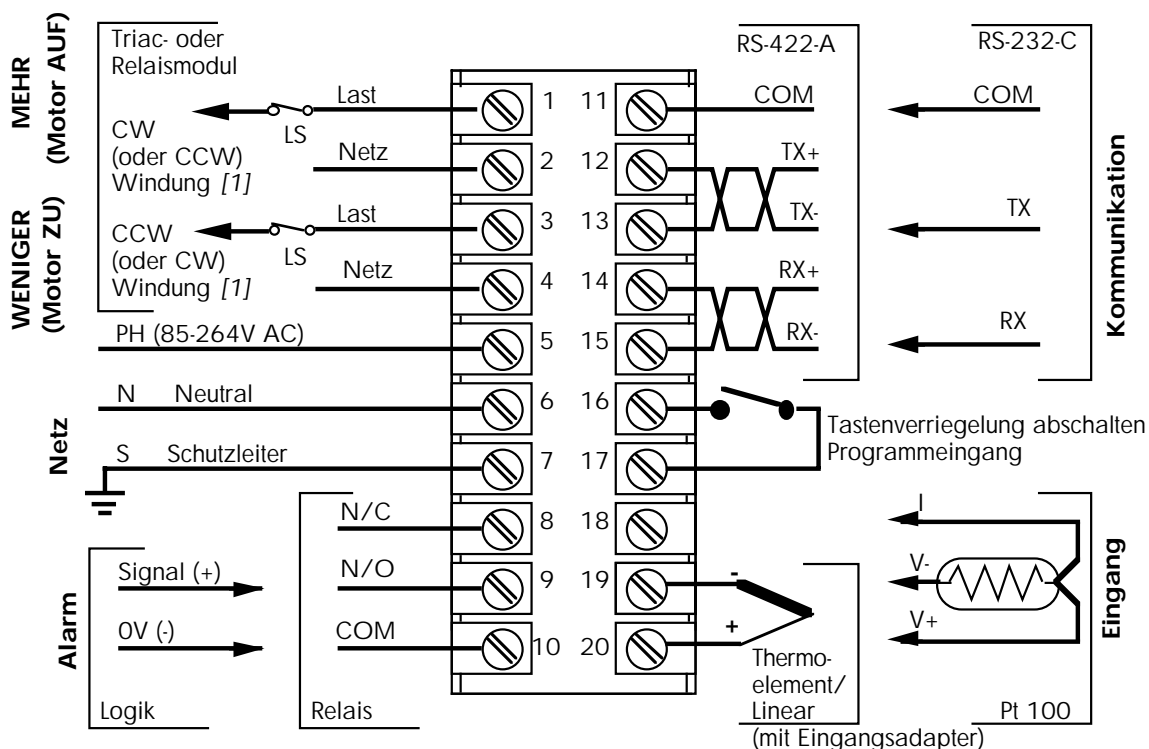 MEHR
(Motor AUF)
WENIGER
(Motor ZU)
Triac- oder
Relaismodul
Last
LS
CW
(oder CCW)
Windung [1]
Netz
Last
LS
CCW
(oder CW)
Windung [1]
Netz
PH (85-264V AC)
Netz
N Neutral
S Schutzleiter
Alarm
Signal (+)
0V (-)
Logik
N/C
N/O
COM
Relais
1
2
3
4
5
6
7
8
9
10
11
12
13
14
15
16
17
18
19
20
RS-422-A
COM
TX+
TX-
RX+
RX-
RS-232-C
COM
TX
RX
Kommunikation
Tastenverriegelung abschalten
Programmeingang
-
+
Thermo-
element/
Linear
(mit Eingangsadapter)
I
V-
V+
Pt 100
Eingang